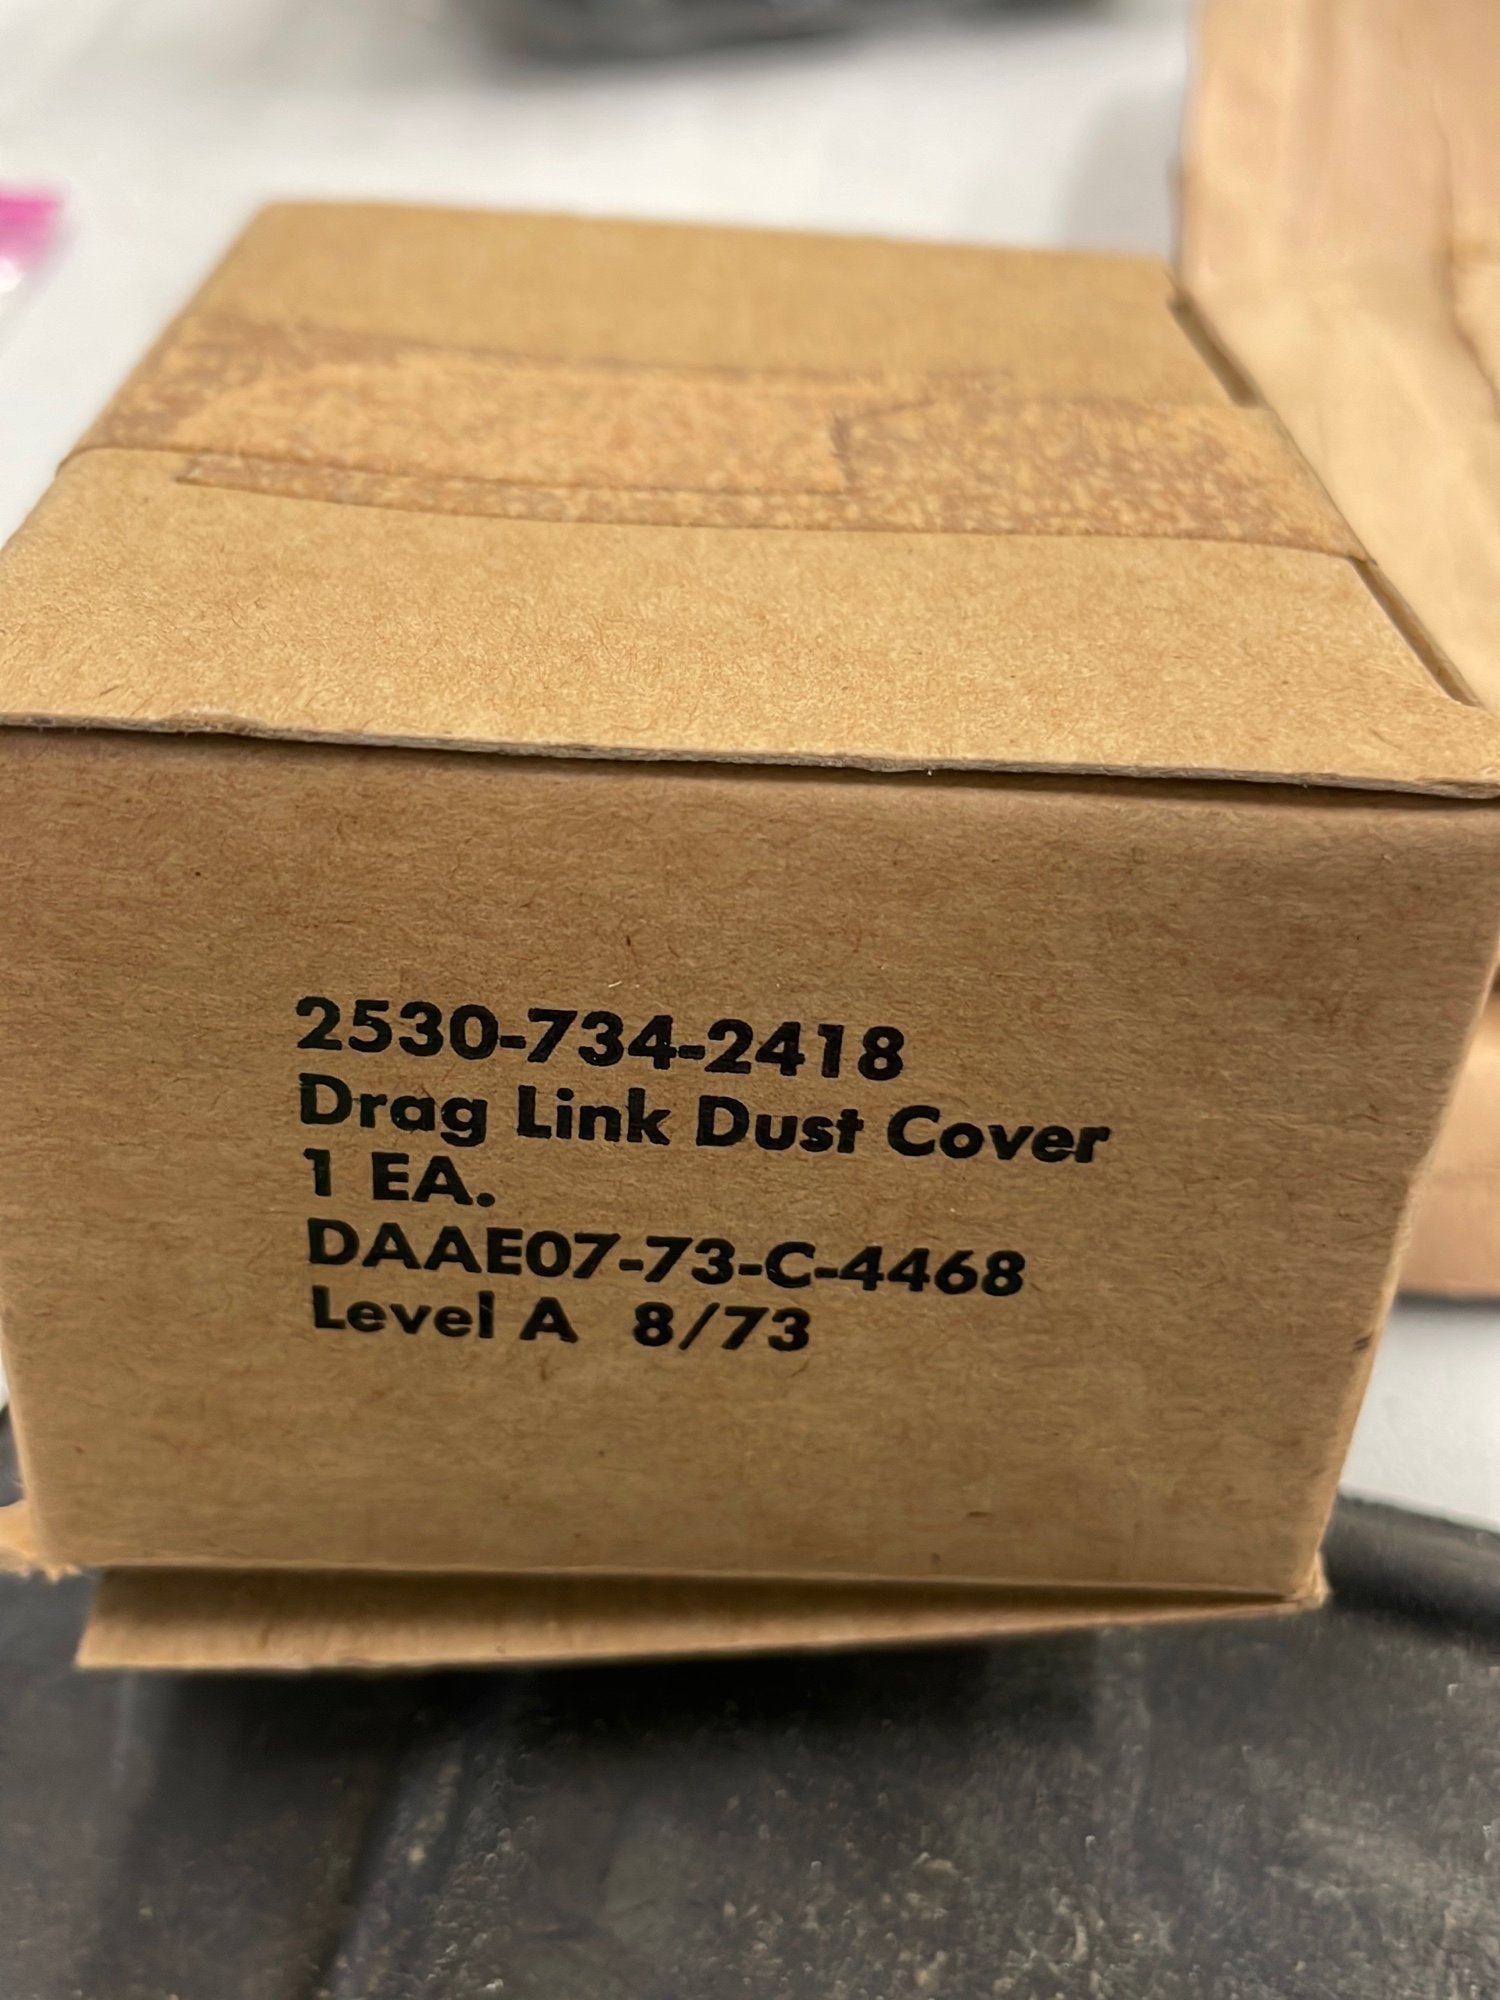 2530-734-2418
Drag Link Dust Cover
1 EA.
DAAE07-73-C-4468
Level A 8/73